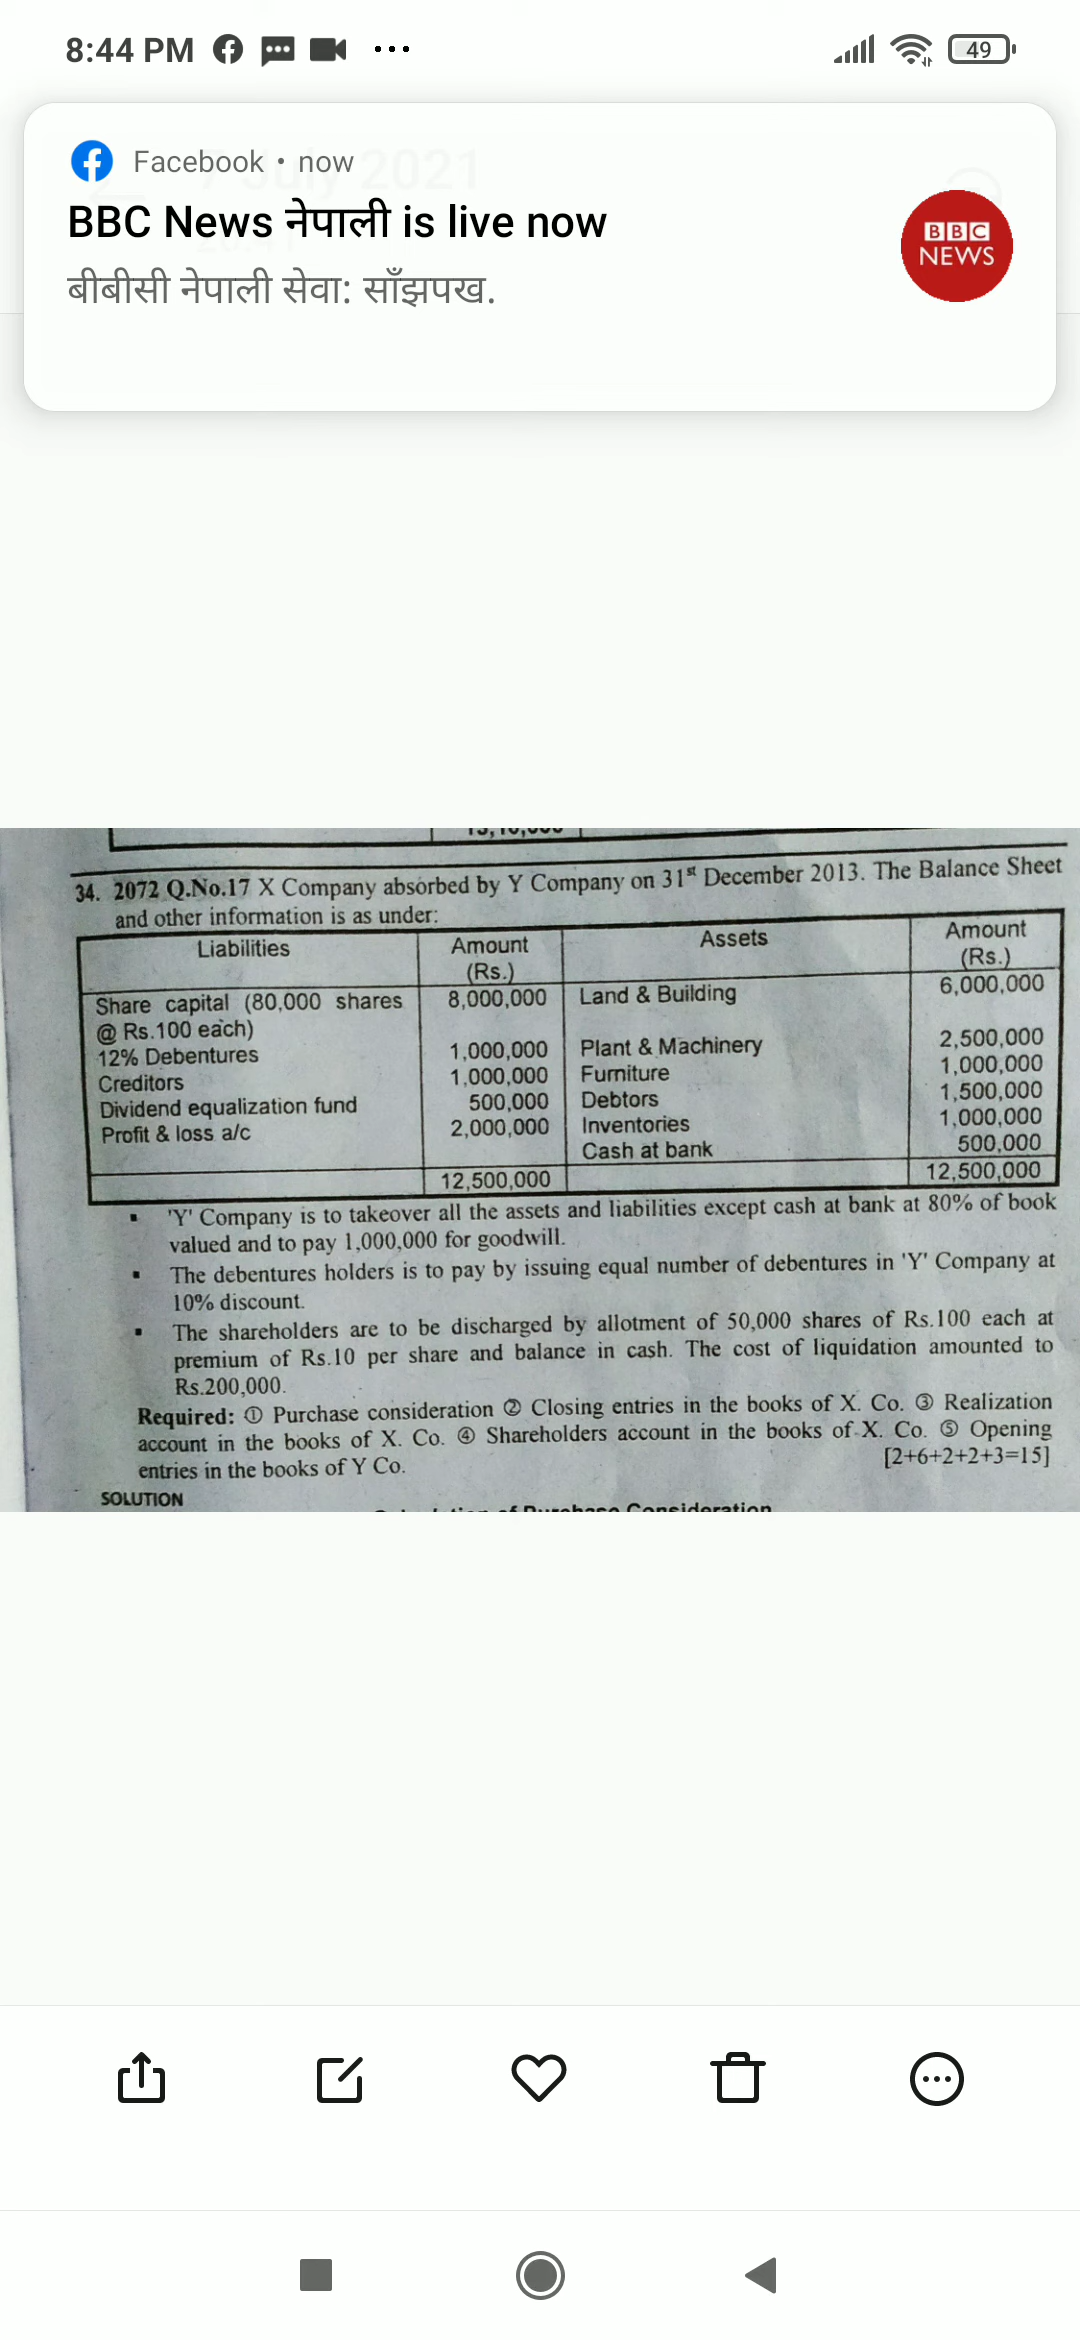 8:44 PM
49
Facebook • now
7 July 2021
BBC News नेपाली is live now
बीबीसी नेपाली सेवा: साँझपख.
BBC
NEWS
34. 2072 Q.No.17 X Company absorbed by Y Company on 31st December 2013. The Balance Sheet
and other information is as under:
Liabilities Amount (Rs.) Assets Amount (Rs.)
Share capital (80,000 shares 8,000,000 Land & Building 6,000,000
@ Rs.100 each)
12% Debentures 1,000,000 Plant & Machinery 2,500,000
Creditors 1,000,000 Furniture 1,000,000
Dividend equalization fund 500,000 Debtors 1,500,000
Profit & loss a/c 2,000,000 Inventories 1,000,000
Cash at bank 500,000
12,500,000 12,500,000
▪ 'Y' Company is to takeover all the assets and liabilities except cash at bank at 80% of book
valued and to pay 1,000,000 for goodwill.
▪ The debentures holders is to pay by issuing equal number of debentures in 'Y' Company at
10% discount.
▪ The shareholders are to be discharged by allotment of 50,000 shares of Rs.100 each at
premium of Rs.10 per share and balance in cash. The cost of liquidation amounted to
Rs.200,000.
Required: ① Purchase consideration ② Closing entries in the books of X. Co. ③ Realization
account in the books of X. Co. ④ Shareholders account in the books of X. Co. ⑤ Opening
entries in the books of Y Co. [2+6+2+2+3=15]
SOLUTION
of Purchase Consideration